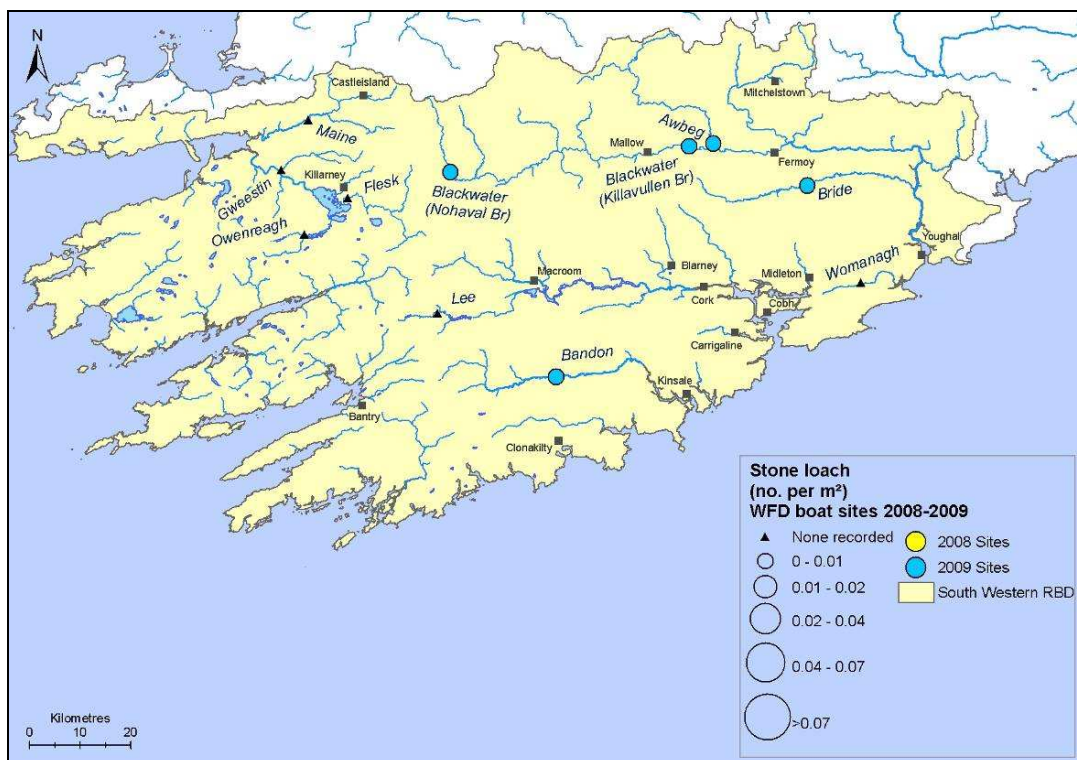 N
Castleisland
Maine
Mitchelstown
Awbeg
Mallow
Fermoy
Gweestin
Killarney
Flesk
Blackwater
(Nohaval Br)
Blackwater
(Killavullen Br)
Bride
Owenreagh
Youghal
Womanagh
Macroom
Blarney
Midleton
Lee
Cork
Cobh
Carrigaline
Bandon
Kinsale
Bantry
Clonakilty
Stone loach
(no. per m²)
WFD boat sites 2008-2009
None recorded
0 - 0.01
0.01 - 0.02
0.02 - 0.04
0.04 - 0.07
>0.07
2008 Sites
2009 Sites
South Western RBD
Kilometres
0 10 20